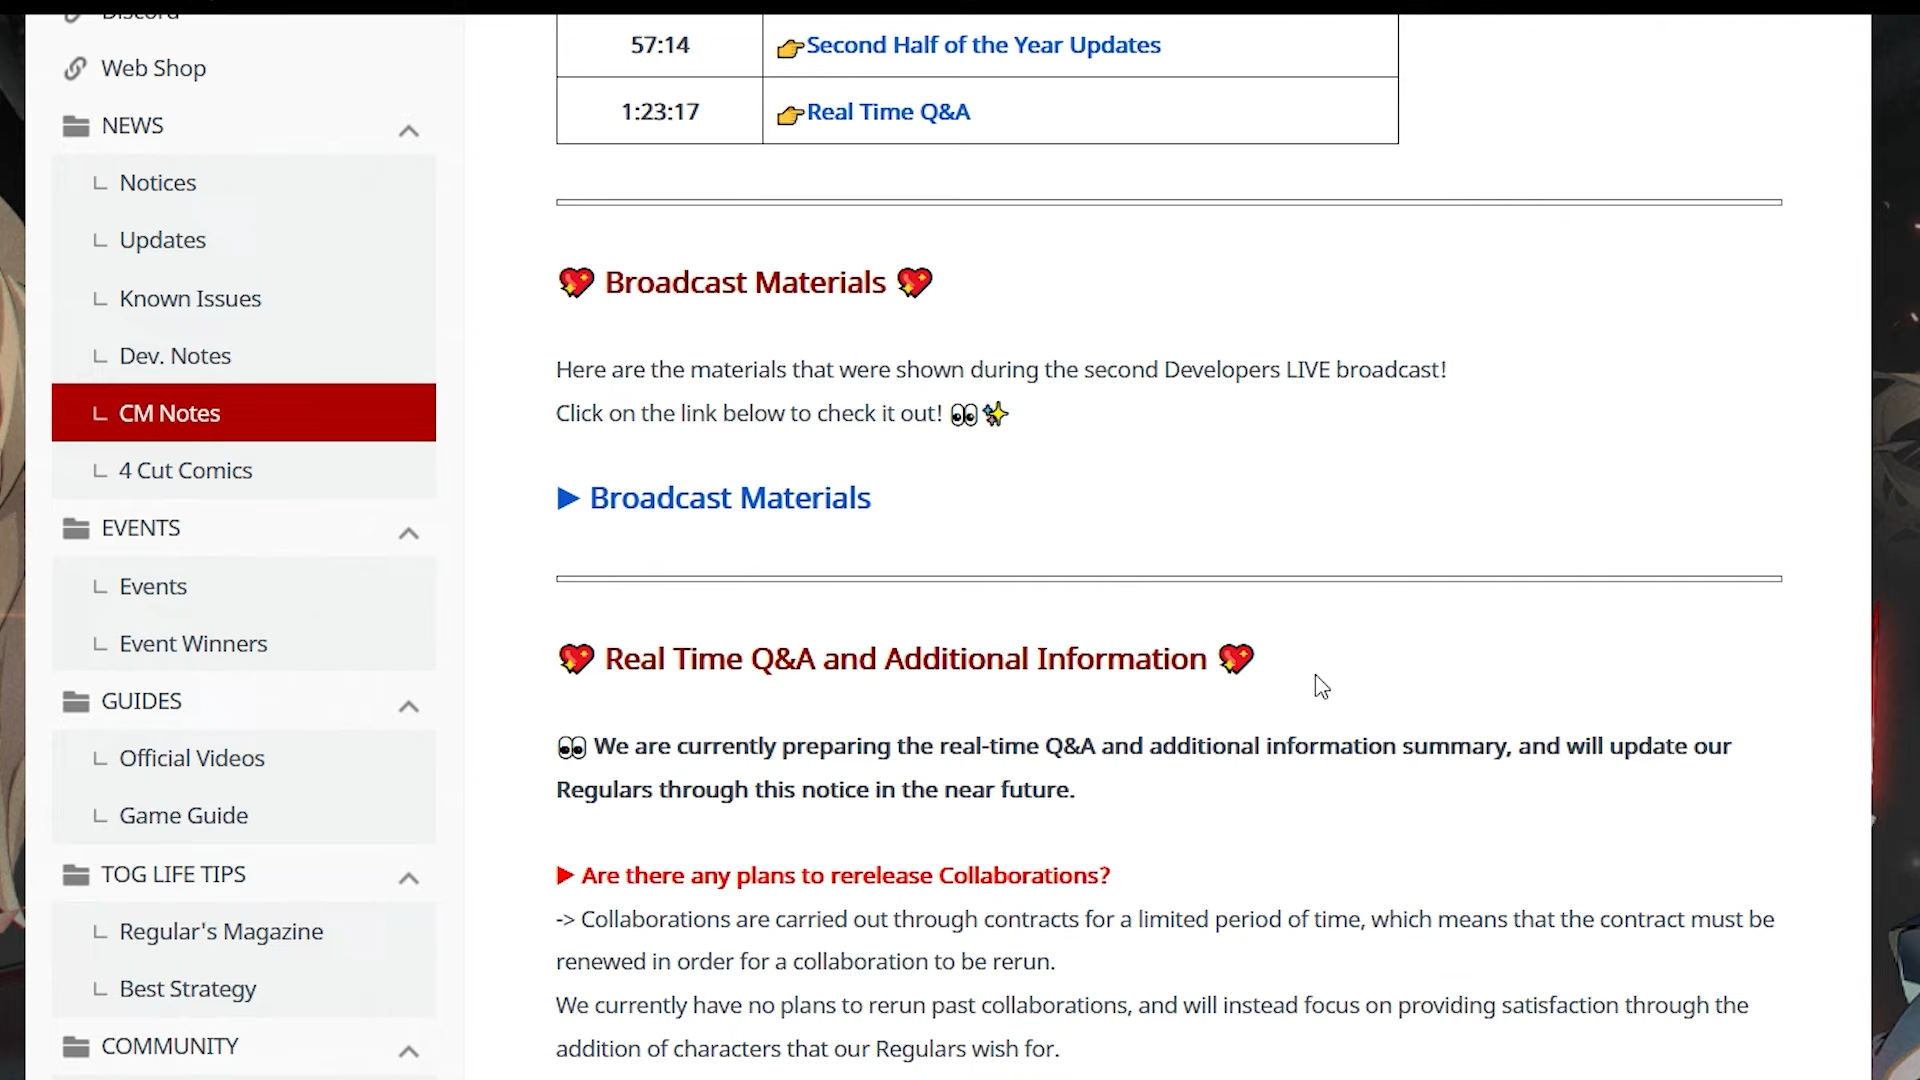 Discord
Web Shop
NEWS
Notices
Updates
Known Issues
Dev. Notes
CM Notes
4 Cut Comics
EVENTS
Events
Event Winners
GUIDES
Official Videos
Game Guide
TOG LIFE TIPS
Regular's Magazine
Best Strategy
COMMUNITY
57:14 👉Second Half of the Year Updates
1:23:17 👉Real Time Q&A
💖 Broadcast Materials 💖
Here are the materials that were shown during the second Developers LIVE broadcast!
Click on the link below to check it out! 👀✨
▶ Broadcast Materials
💖 Real Time Q&A and Additional Information 💖
👀 We are currently preparing the real-time Q&A and additional information summary, and will update our
Regulars through this notice in the near future.
▶ Are there any plans to rerelease Collaborations?
-> Collaborations are carried out through contracts for a limited period of time, which means that the contract must be
renewed in order for a collaboration to be rerun.
We currently have no plans to rerun past collaborations, and will instead focus on providing satisfaction through the
addition of characters that our Regulars wish for.